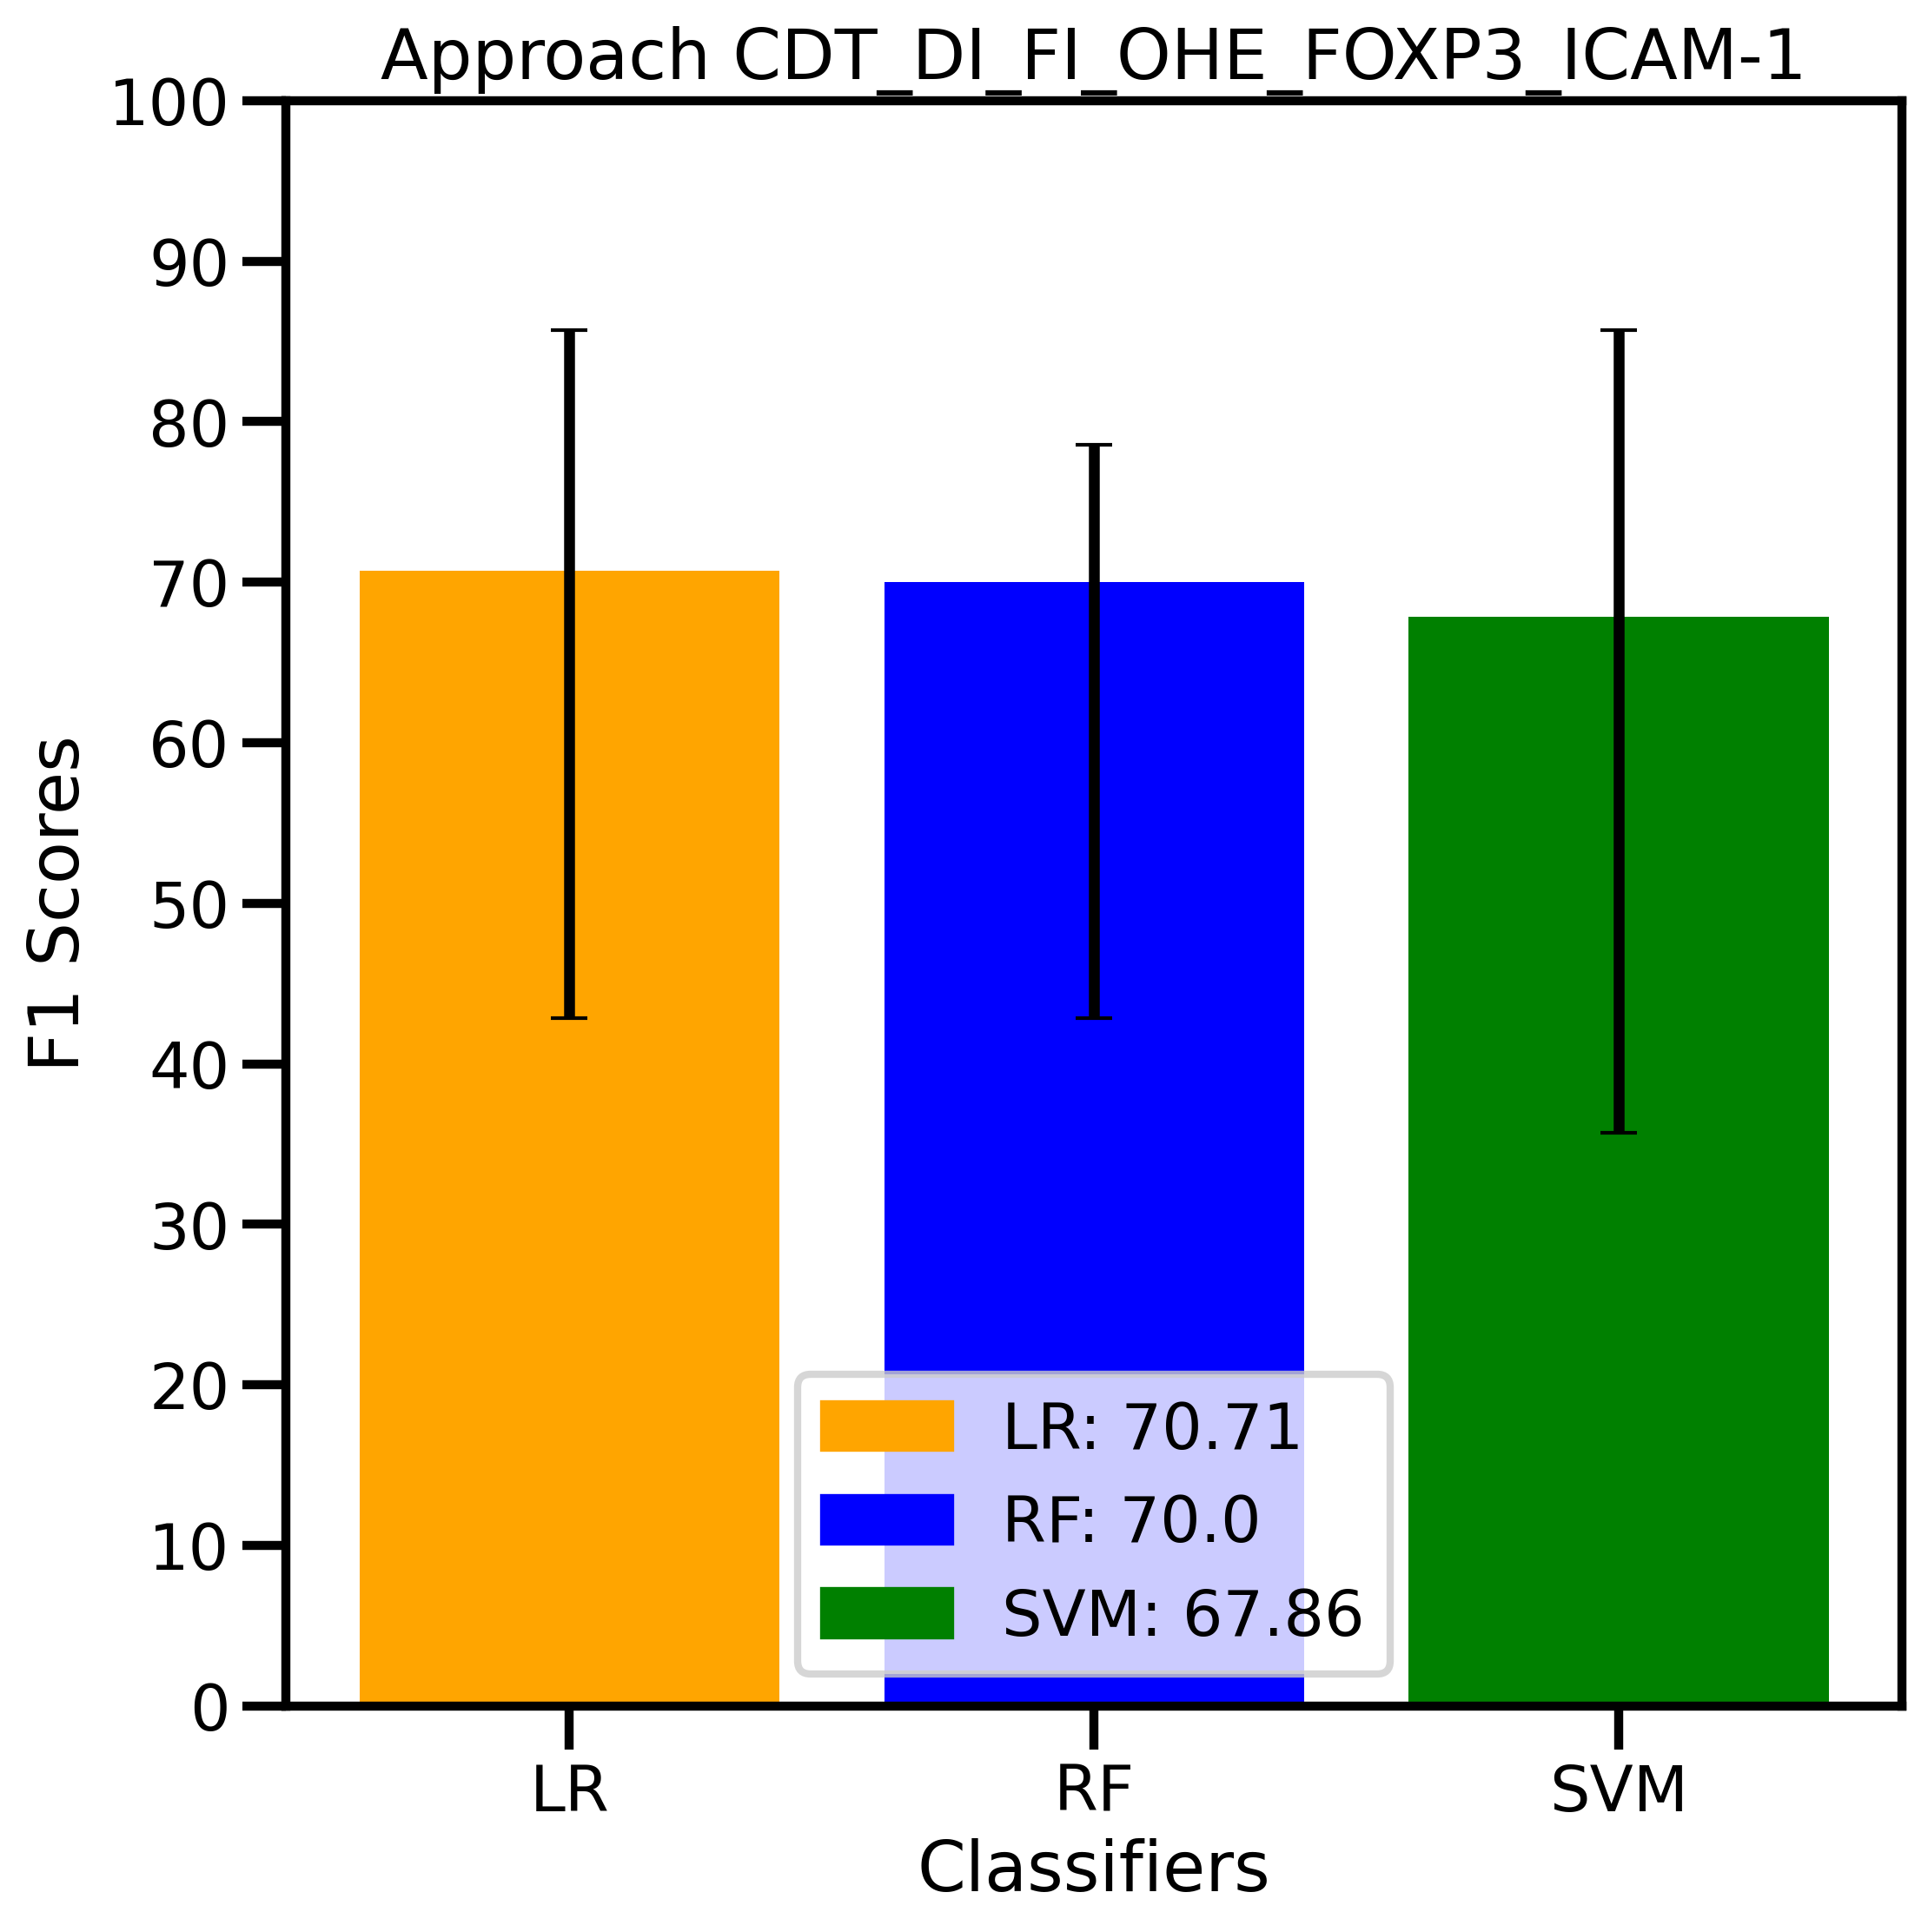 Approach CDT_DI_FI_OHE_FOXP3_ICAM-1
100
90
80
70
60
50
40
30
20
10
0
F1 Scores
LR: 70.71
RF: 70.0
SVM: 67.86
LR RF SVM
Classifiers